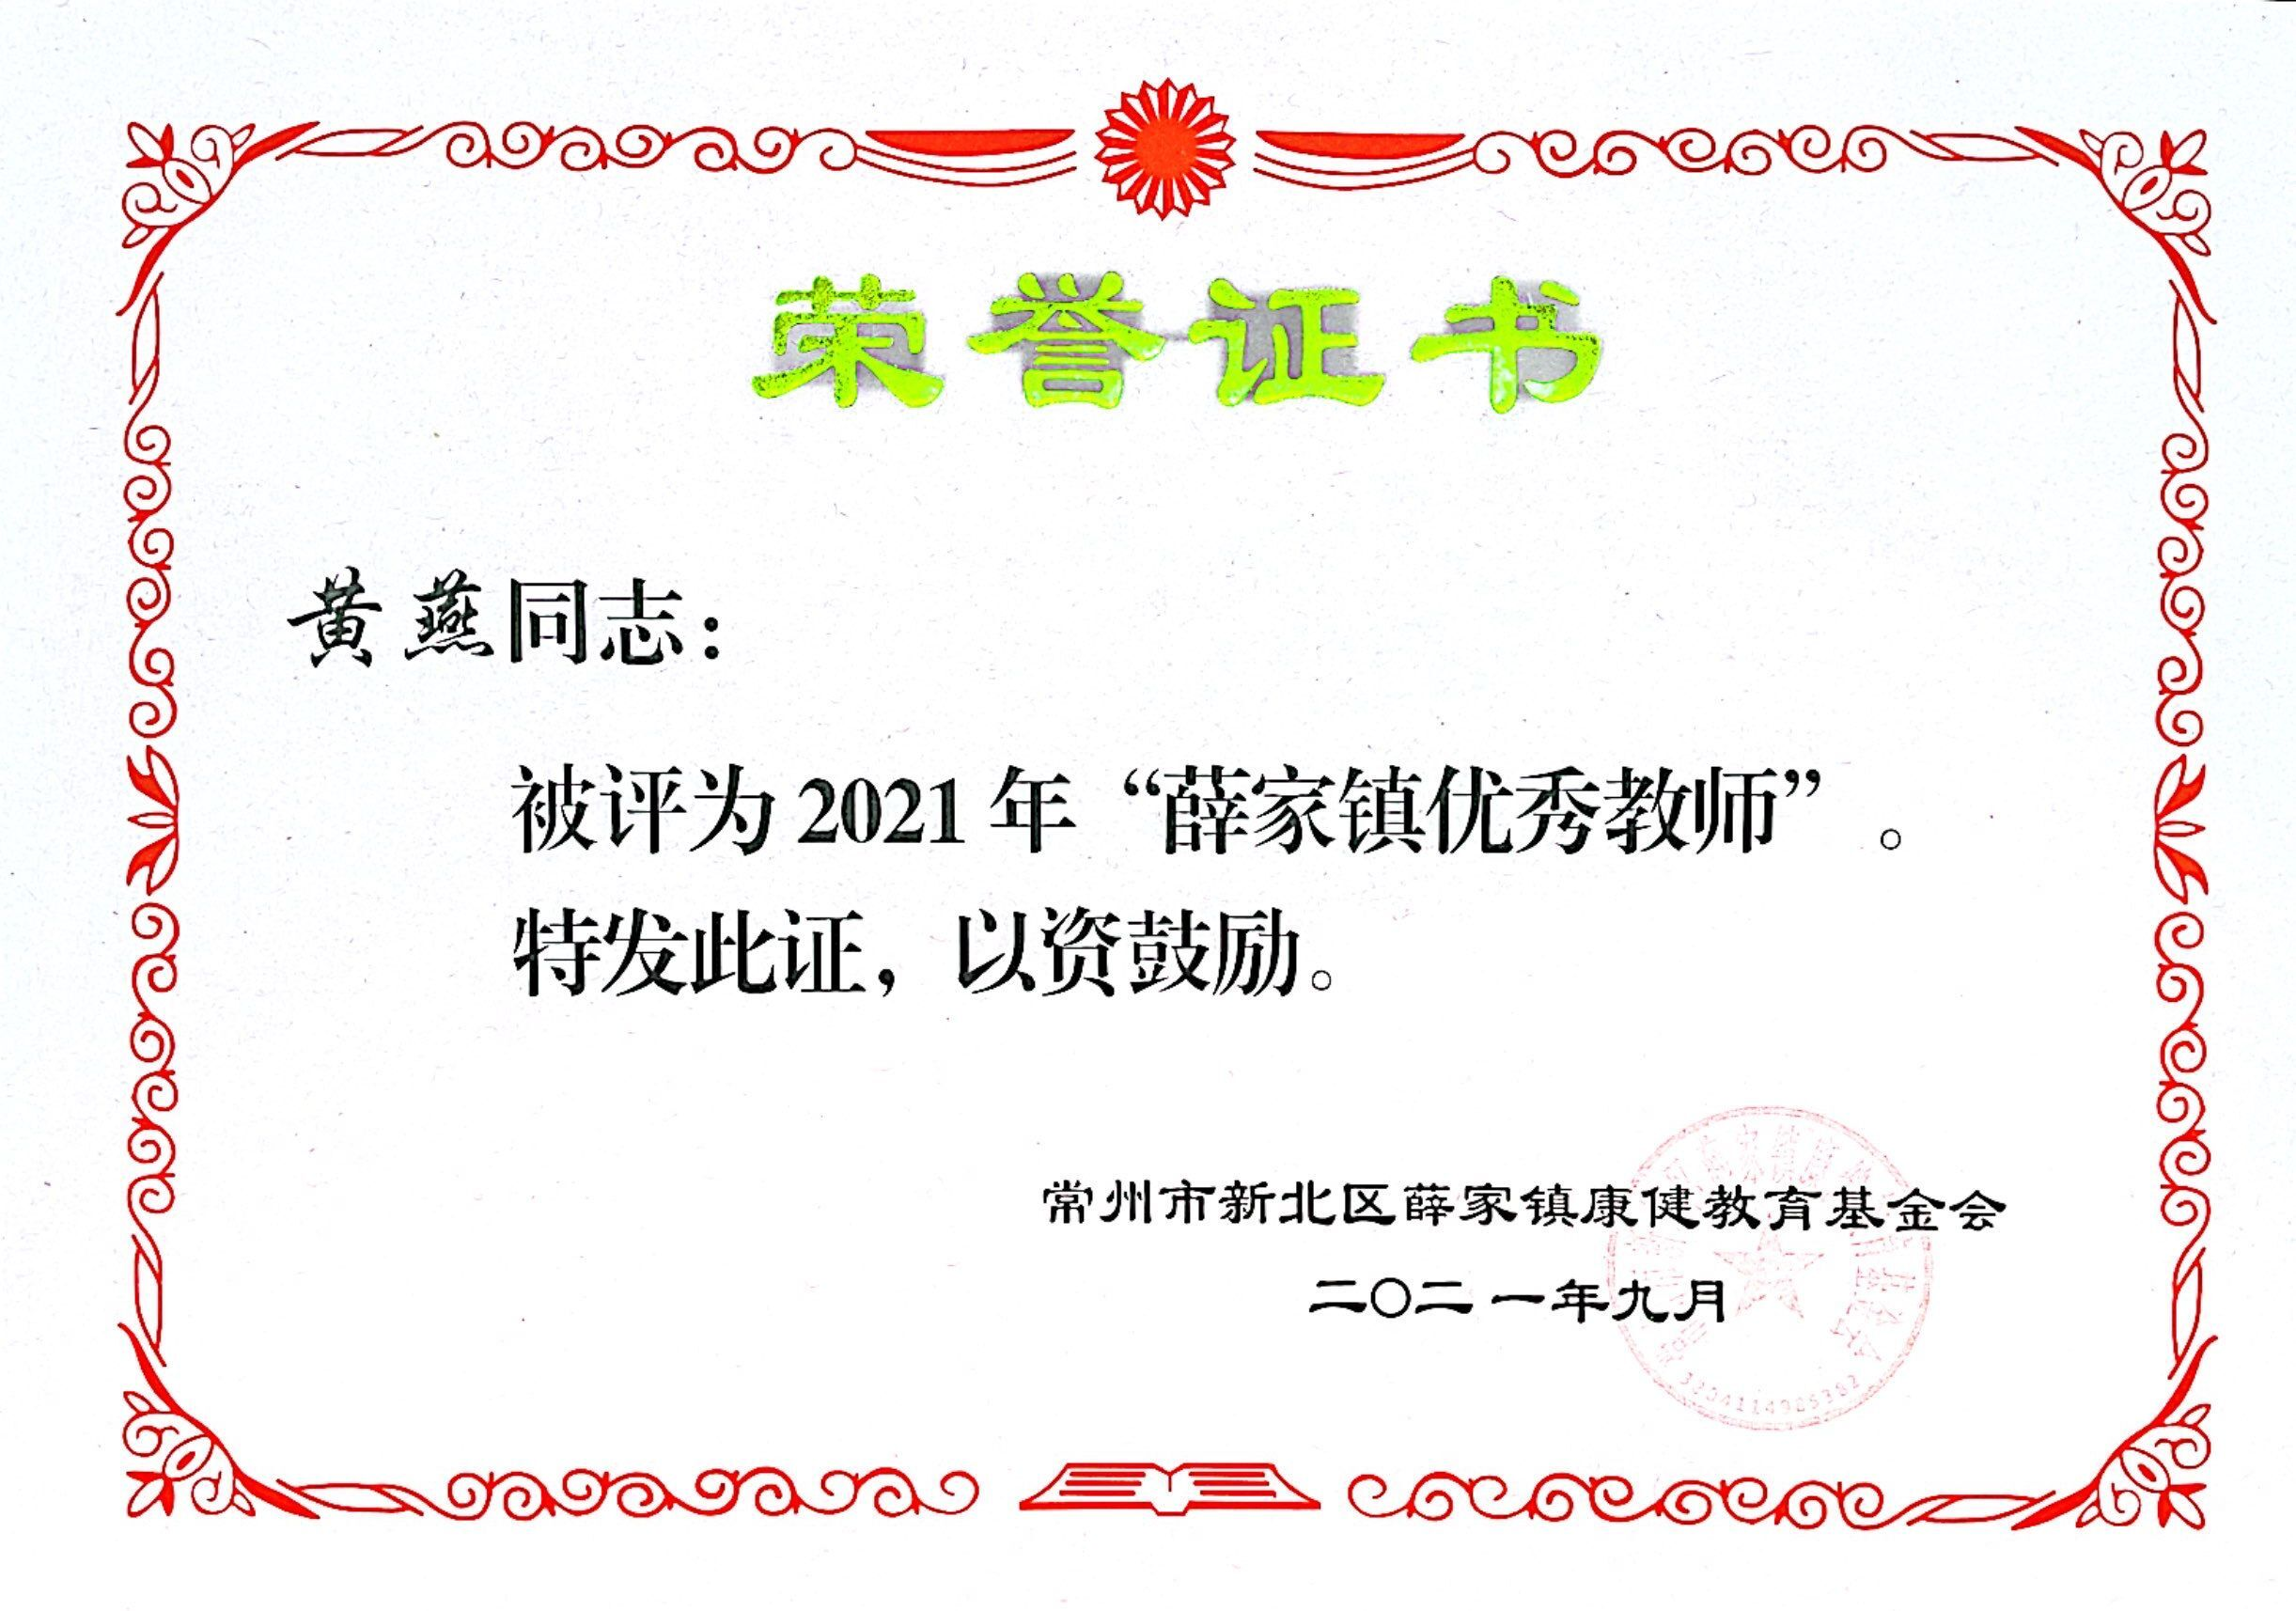 荣誉证书
黄燕同志：
被评为2021年“薛家镇优秀教师”。
特发此证，以资鼓励。
常州市新北区薛家镇康健教育基金会
二〇二一年九月